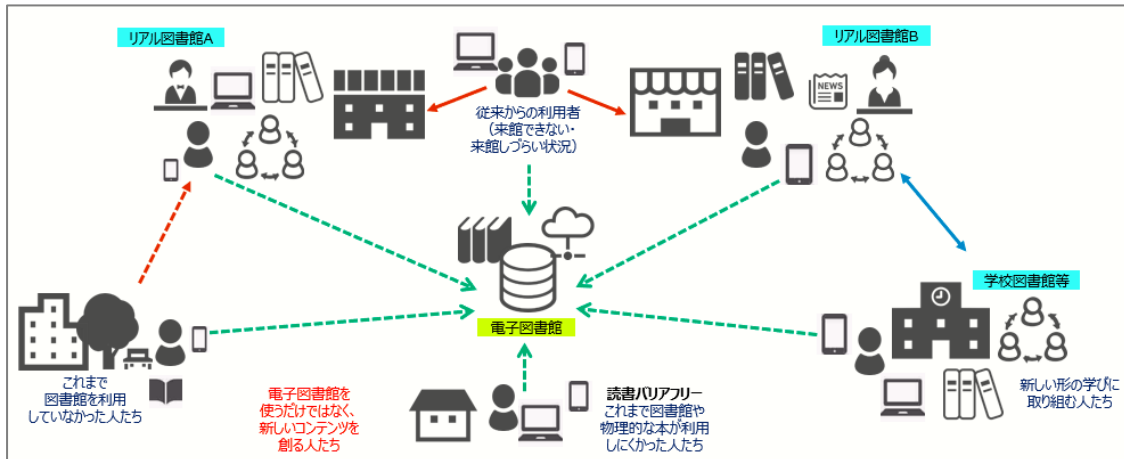 リアル図書館A
リアル図書館B
従来からの利用者
（来館できない・
来館しづらい状況）
NEWS
電子図書館
学校図書館等
これまで
図書館を利用
していなかった人たち
電子図書館を
使うだけではなく、
新しいコンテンツを
創る人たち
読書バリアフリー
これまで図書館や
物理的な本が利用
しにくかった人たち
新しい形の学びに
取り組む人たち